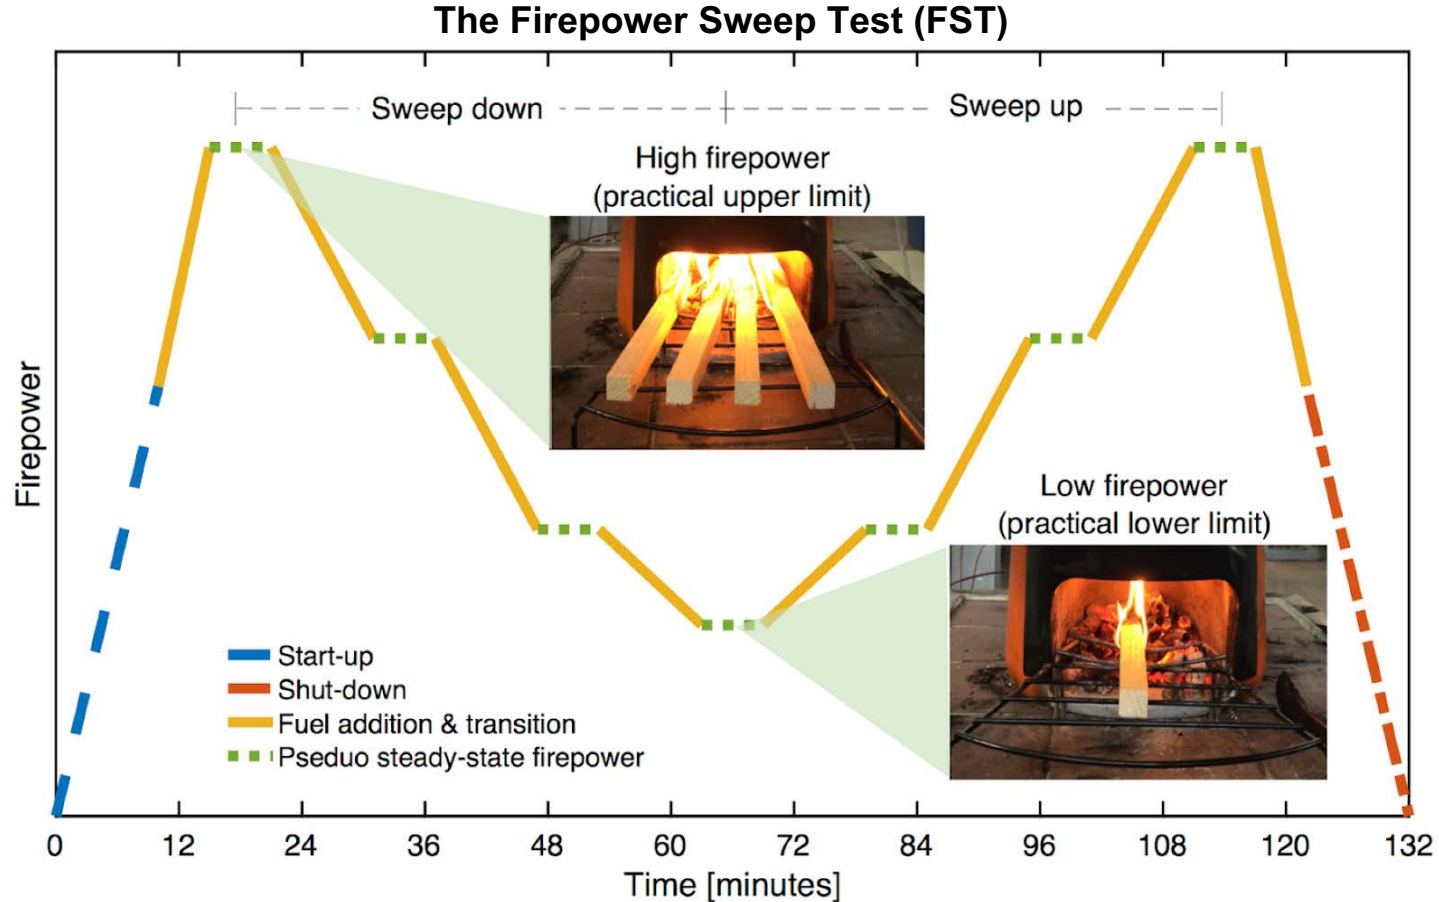 The Firepower Sweep Test (FST)
Sweep down
Sweep up
High firepower
(practical upper limit)
Low firepower
(practical lower limit)
Firepower
Start-up
Shut-down
Fuel addition & transition
Pseduo steady-state firepower
0 12 24 36 48 60 72 84 96 108 120 132
Time [minutes]